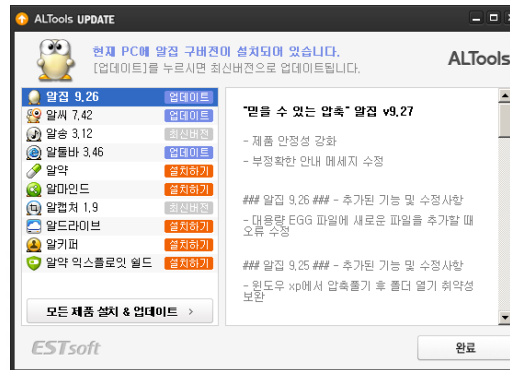 ALTools UPDATE
현재 PC에 알집 구버전이 설치되어 있습니다.
[업데이트]를 누르시면 최신버전으로 업데이트됩니다.
ALTools
알집 9.26 업데이트
알씨 7.42 업데이트
알송 3.12 최신버전
알툴바 3.46 업데이트
알약 설치하기
알마인드 설치하기
알캡처 1.9 최신버전
알드라이브 설치하기
알키퍼 설치하기
알약 익스플로잇 쉴드 설치하기
모든 제품 설치 & 업데이트 >
"믿을 수 있는 압축" 알집 v9.27
- 제품 안정성 강화
- 부정확한 안내 메세지 수정
### 알집 9.26 ### - 추가된 기능 및 수정사항
- 대용량 EGG 파일에 새로운 파일을 추가할 때
오류 수정
### 알집 9.25 ### - 추가된 기능 및 수정사항
- 윈도우 xp에서 압축풀기 후 폴더 열기 취약성
보완
ESTsoft
완료